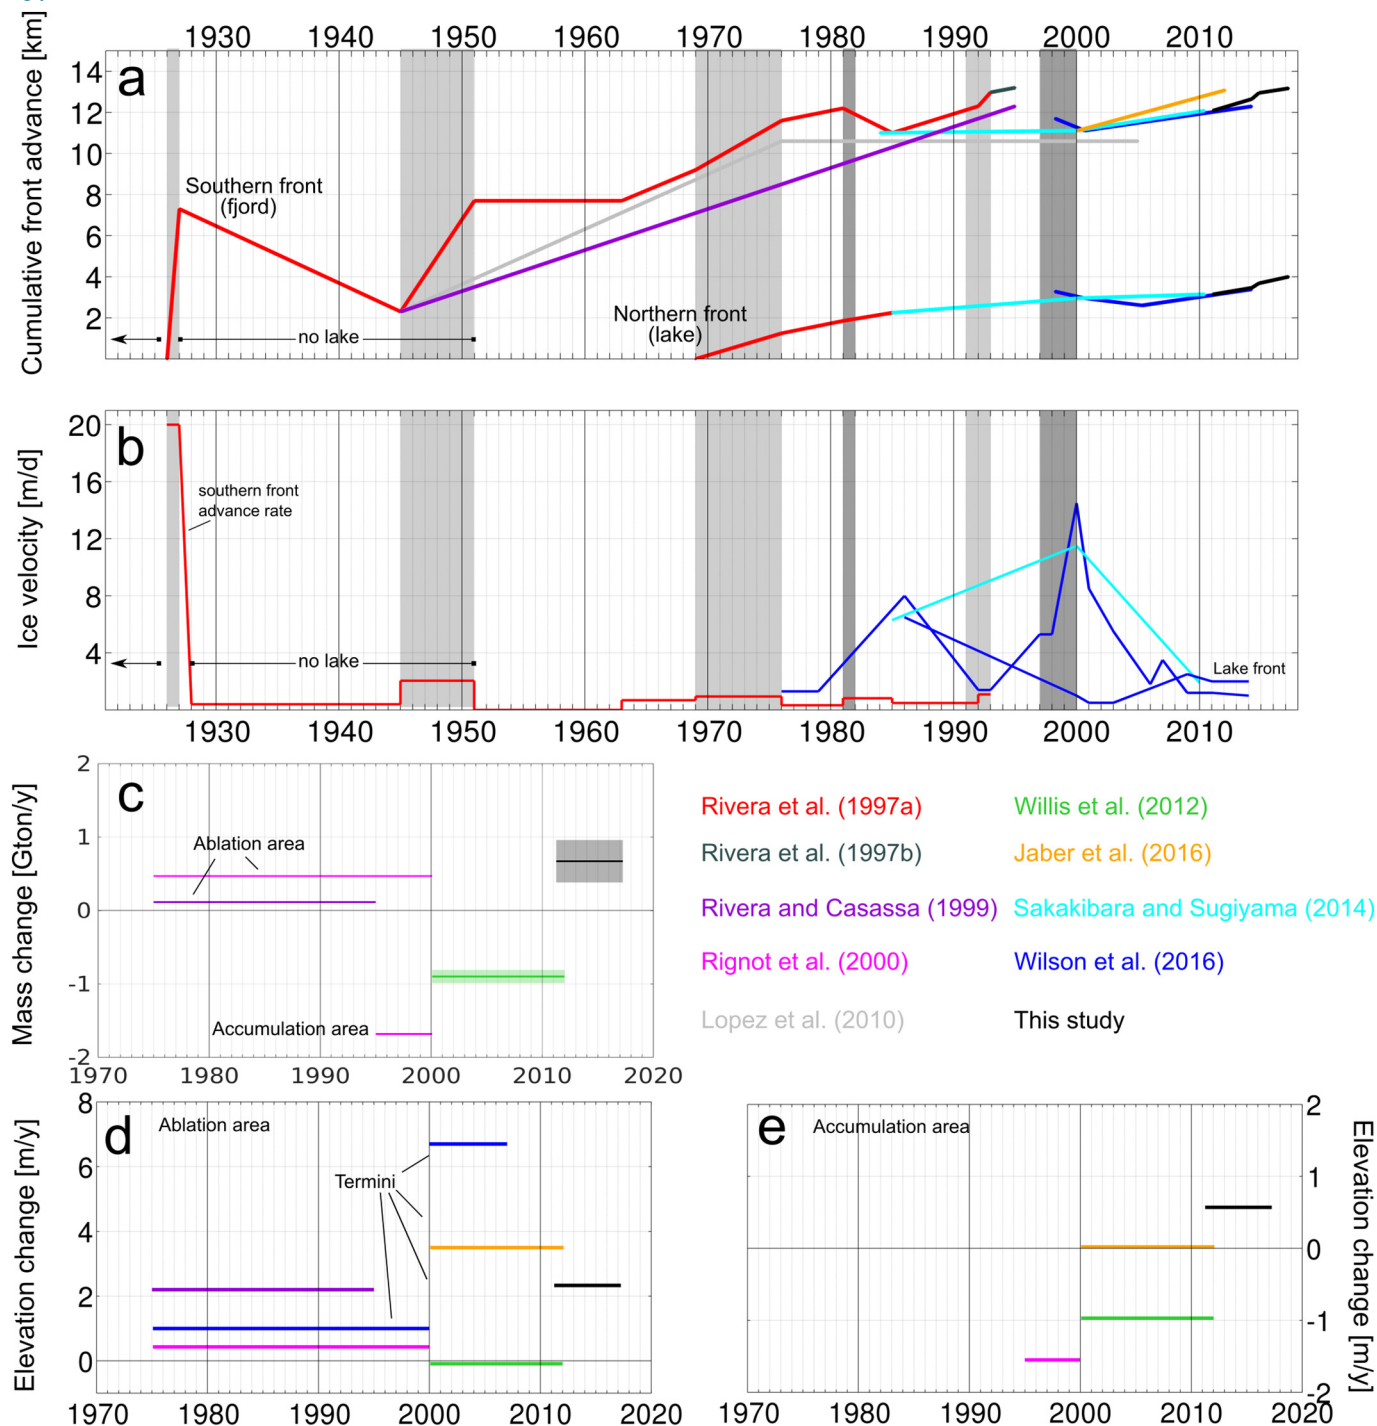 1930 1940 1950 1960 1970 1980 1990 2000 2010
Cumulative front advance [km]
a
14
12
10
8
6
4
2
Southern front
(fjord)
no lake
Northern front
(lake)
Ice velocity [m/d]
b
20
16
12
8
4
southern front
advance rate
no lake
Lake front
1930 1940 1950 1960 1970 1980 1990 2000 2010
Mass change [Gton/y]
c
2
1
0
-1
-2
Ablation area
Accumulation area
1970 1980 1990 2000 2010 2020
Rivera et al. (1997a)
Rivera et al. (1997b)
Rivera and Casassa (1999)
Rignot et al. (2000)
Lopez et al. (2010)
Willis et al. (2012)
Jaber et al. (2016)
Sakakibara and Sugiyama (2014)
Wilson et al. (2016)
This study
Elevation change [m/y]
d
Ablation area
8
6
4
2
0
Termini
1970 1980 1990 2000 2010 2020
e
Accumulation area
2
1
0
-1
-2
Elevation change [m/y]
1970 1980 1990 2000 2010 2020